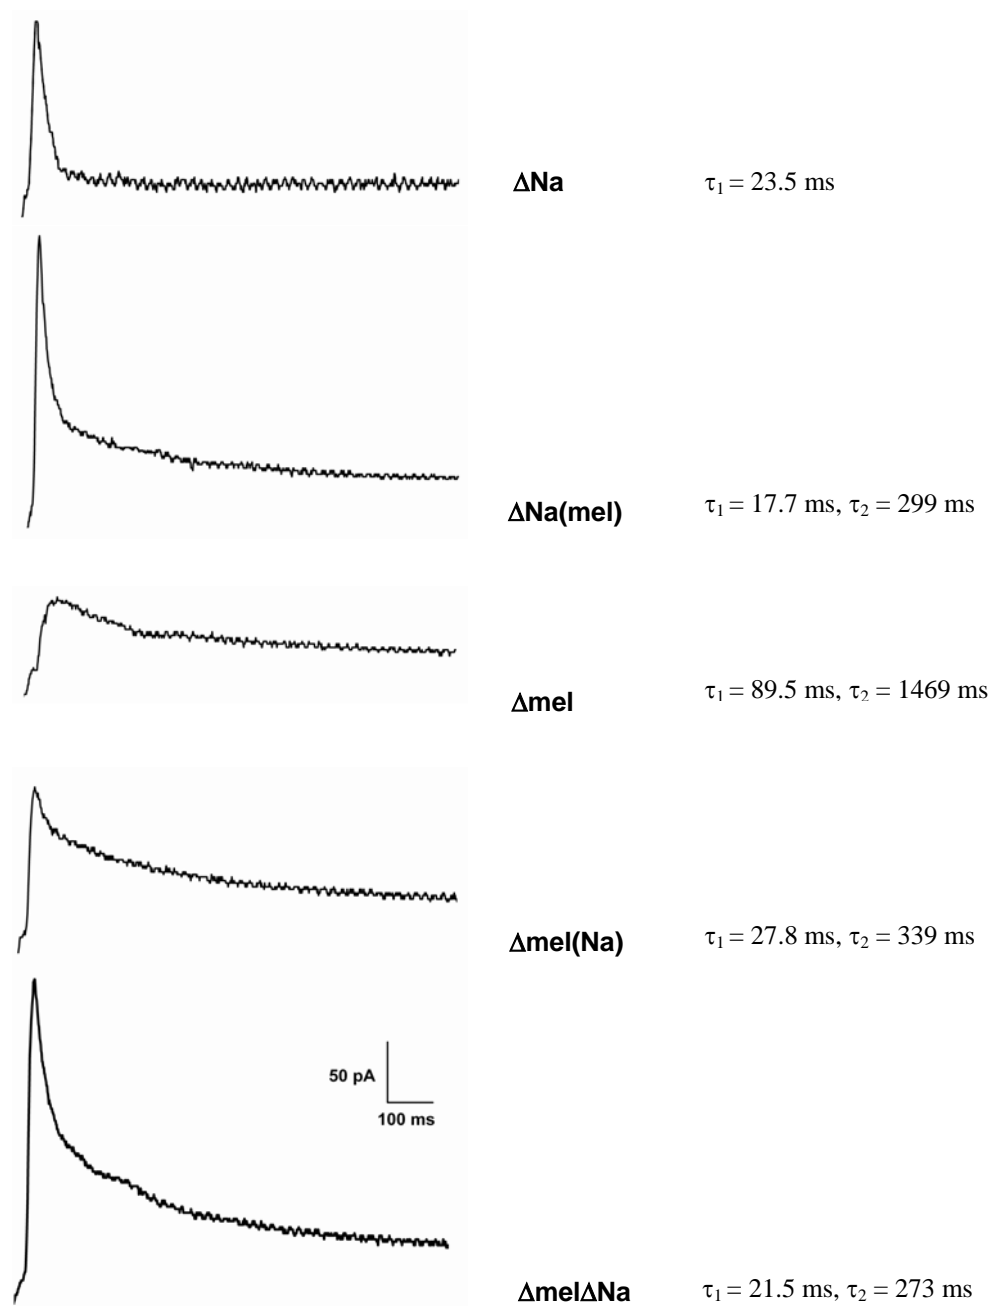 ΔNa τ₁ = 23.5 ms
ΔNa(mel) τ₁ = 17.7 ms, τ₂ = 299 ms
Δmel τ₁ = 89.5 ms, τ₂ = 1469 ms
Δmel(Na) τ₁ = 27.8 ms, τ₂ = 339 ms
50 pA
100 ms
ΔmelΔNa τ₁ = 21.5 ms, τ₂ = 273 ms